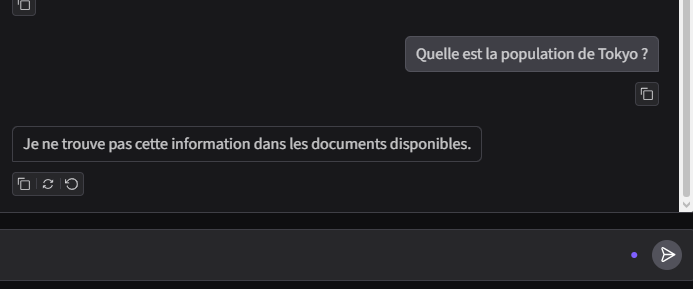 Quelle est la population de Tokyo ?
Je ne trouve pas cette information dans les documents disponibles.